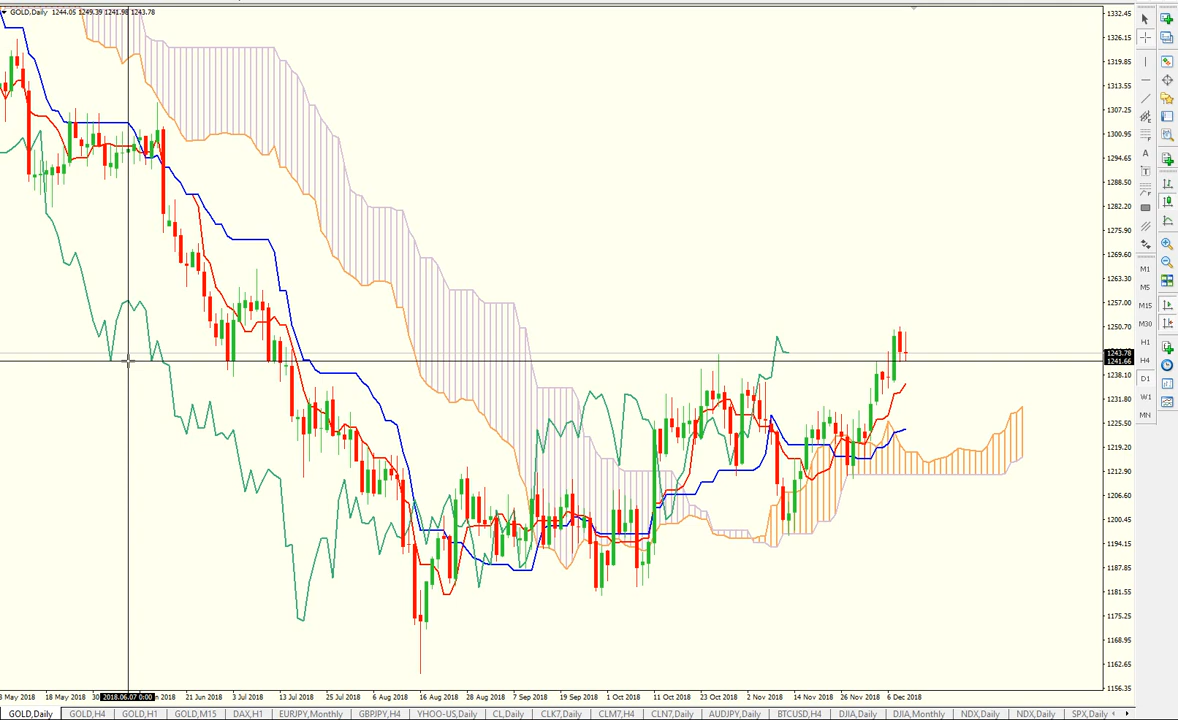 GOLD,Daily 1244.05 1249.39 1241.98 1243.78
1332.45
1326.15
1319.85
1313.55
1307.25
1300.95
1294.65
1288.50
1282.20
1275.90
1269.60
1263.30
1257.00
1250.70
1243.78
1241.66
1238.10
1231.80
1225.50
1219.20
1212.90
1206.60
1200.45
1194.15
1187.85
1181.55
1175.25
1168.95
1162.65
1156.35
A
T
F
M1
M5
M15
M30
H1
H4
D1
W1
MN
May 2018 18 May 2018 30 2018.06.07 0:00 n 2018 21 Jun 2018 3 Jul 2018 13 Jul 2018 25 Jul 2018 6 Aug 2018 16 Aug 2018 28 Aug 2018 7 Sep 2018 19 Sep 2018 1 Oct 2018 11 Oct 2018 23 Oct 2018 2 Nov 2018 14 Nov 2018 26 Nov 2018 6 Dec 2018
GOLD,Daily GOLD,H4 GOLD,H1 GOLD,M15 DAX,H1 EURJPY,Monthly GBPJPY,H4 YHOO-US,Daily CL,Daily CLK7,Daily CLM7,H4 CLN7,Daily AUDJPY,Daily BTCUSD,H4 DJIA,Daily DJIA,Monthly NDX,Daily NDX,Daily SPX,Daily